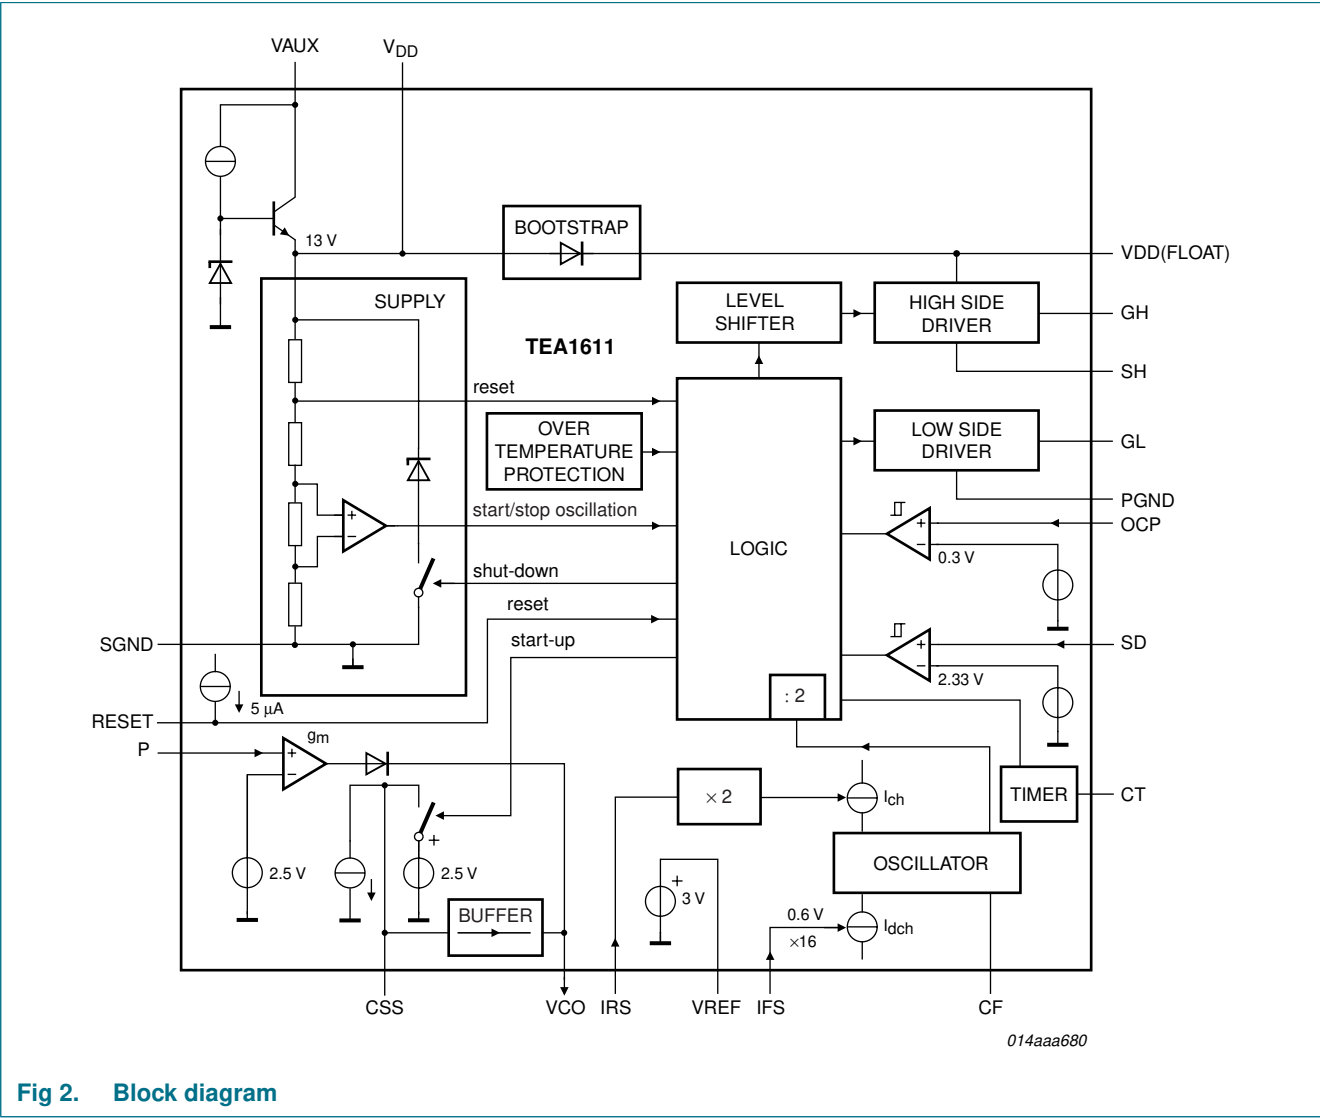 VAUX
VDD
13 V
BOOTSTRAP
VDD(FLOAT)
SUPPLY
LEVEL
SHIFTER
HIGH SIDE
DRIVER
GH
TEA1611
SH
reset
OVER
TEMPERATURE
PROTECTION
LOW SIDE
DRIVER
GL
PGND
OCP
+
−
start/stop oscillation
+
−
0.3 V
LOGIC
shut-down
reset
start-up
SGND
+
−
SD
2.33 V
: 2
5 μA
RESET
P
gm
+
−
× 2
Ich
TIMER
CT
+
2.5 V
2.5 V
OSCILLATOR
+
3 V
0.6 V
×16
Idch
BUFFER
CSS
VCO
IRS
VREF
IFS
CF
014aaa680
Fig 2. Block diagram